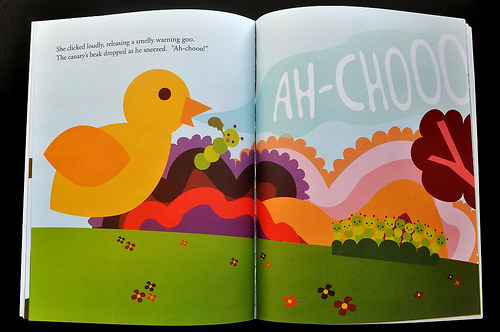 She clicked loudly, releasing a smelly warning goo.
The canary's beak dropped as he sneezed. "Ah-chooo!"
AH-CHOOO